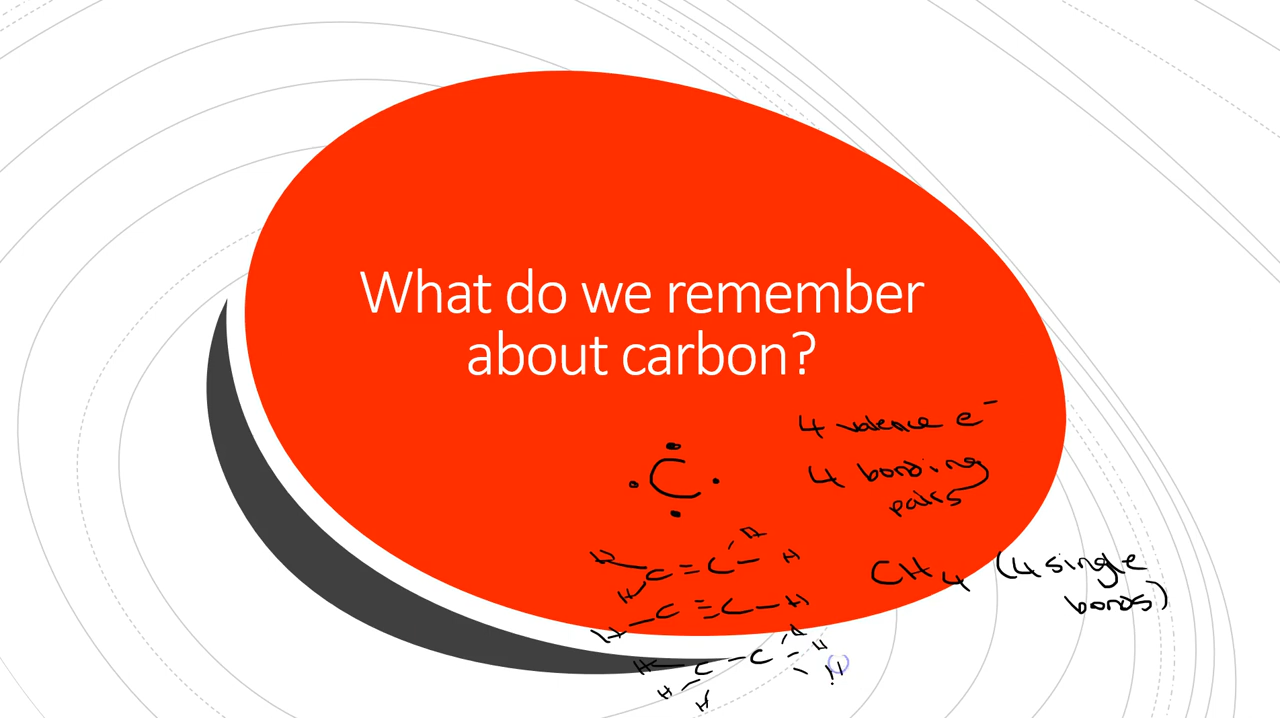 What do we remember
about carbon?
4 valence e⁻
4 bonding
pairs
C
H H
C = C - H
H
H - C ≡ C - H
CH₄ (4 single
bonds)
H
H - C - C - H
H H H